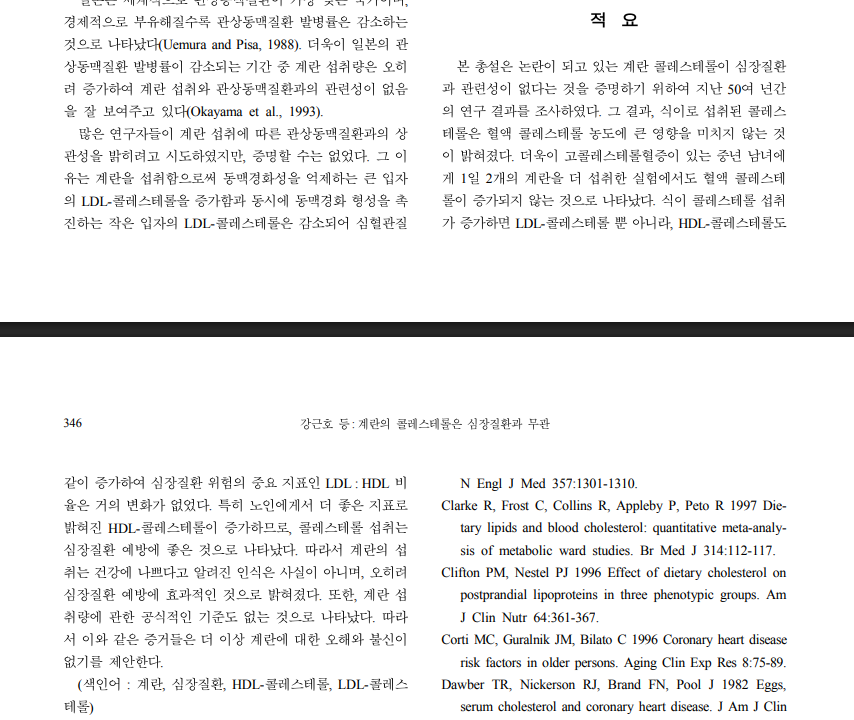 경제적으로 부유해질수록 관상동맥질환 발병률은 감소하는
것으로 나타났다(Uemura and Pisa, 1988). 더욱이 일본의 관
상동맥질환 발병률이 감소되는 기간 중 계란 섭취량은 오히
려 증가하여 계란 섭취와 관상동맥질환과의 관련성이 없음
을 잘 보여주고 있다(Okayama et al., 1993).
많은 연구자들이 계란 섭취에 따른 관상동맥질환과의 상
관성을 밝히려고 시도하였지만, 증명할 수는 없었다. 그 이
유는 계란을 섭취함으로써 동맥경화성을 억제하는 큰 입자
의 LDL-콜레스테롤을 증가함과 동시에 동맥경화 형성을 촉
진하는 작은 입자의 LDL-콜레스테롤은 감소되어 심혈관질
적 요
본 총설은 논란이 되고 있는 계란 콜레스테롤이 심장질환
과 관련성이 없다는 것을 증명하기 위하여 지난 50여 년간
의 연구 결과를 조사하였다. 그 결과, 식이로 섭취된 콜레스
테롤은 혈액 콜레스테롤 농도에 큰 영향을 미치지 않는 것
이 밝혀졌다. 더욱이 고콜레스테롤혈증이 있는 중년 남녀에
게 1일 2개의 계란을 더 섭취한 실험에서도 혈액 콜레스테
롤이 증가되지 않는 것으로 나타났다. 식이 콜레스테롤 섭취
가 증가하면 LDL-콜레스테롤 뿐 아니라, HDL-콜레스테롤도
346
강근호 등 : 계란의 콜레스테롤은 심장질환과 무관
같이 증가하여 심장질환 위험의 중요 지표인 LDL : HDL 비
율은 거의 변화가 없었다. 특히 노인에게서 더 좋은 지표로
밝혀진 HDL-콜레스테롤이 증가하므로, 콜레스테롤 섭취는
심장질환 예방에 좋은 것으로 나타났다. 따라서 계란의 섭
취는 건강에 나쁘다고 알려진 인식은 사실이 아니며, 오히려
심장질환 예방에 효과적인 것으로 밝혀졌다. 또한, 계란 섭
취량에 관한 공식적인 기준도 없는 것으로 나타났다. 따라
서 이와 같은 증거들은 더 이상 계란에 대한 오해와 불신이
없기를 제안한다.
(색인어 : 계란, 심장질환, HDL-콜레스테롤, LDL-콜레스
테롤)
N Engl J Med 357:1301-1310.
Clarke R, Frost C, Collins R, Appleby P, Peto R 1997 Die-
tary lipids and blood cholesterol: quantitative meta-analy-
sis of metabolic ward studies. Br Med J 314:112-117.
Clifton PM, Nestel PJ 1996 Effect of dietary cholesterol on
postprandial lipoproteins in three phenotypic groups. Am
J Clin Nutr 64:361-367.
Corti MC, Guralnik JM, Bilato C 1996 Coronary heart disease
risk factors in older persons. Aging Clin Exp Res 8:75-89.
Dawber TR, Nickerson RJ, Brand FN, Pool J 1982 Eggs,
serum cholesterol and coronary heart disease. J Am J Clin